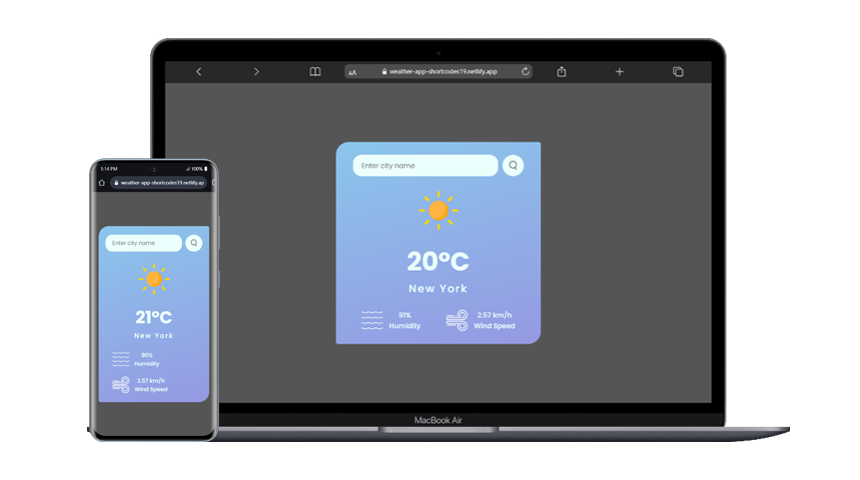 AA weather-app-shortcodes19.netlify.app
Enter city name
20°C
New York
91%
Humidity
2.57 km/h
Wind Speed
MacBook Air
1:14 PM 100%
weather-app-shortcodes19.netlify.ap
Enter city name
21°C
New York
90%
Humidity
2.57 km/h
Wind Speed